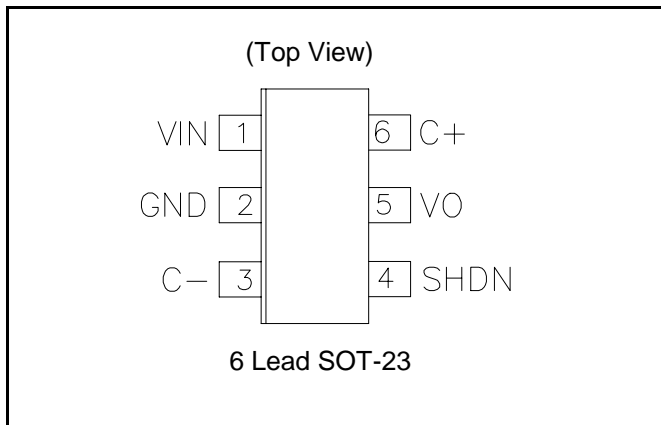 (Top View)
VIN 1 6 C+
GND 2 5 VO
C− 3 4 SHDN
6 Lead SOT-23